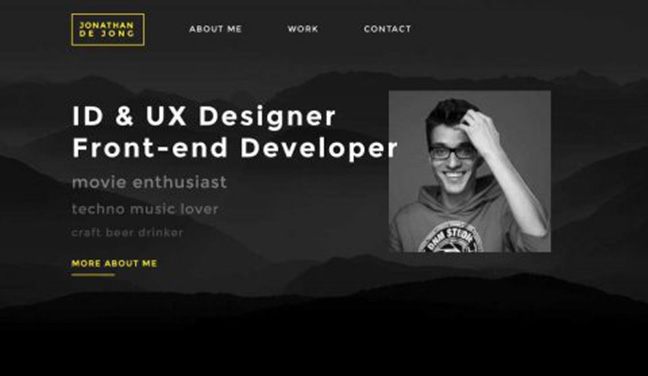 JONATHAN
DE JONG
ABOUT ME
WORK
CONTACT
ID & UX Designer
Front-end Developer
movie enthusiast
techno music lover
craft beer drinker
MORE ABOUT ME